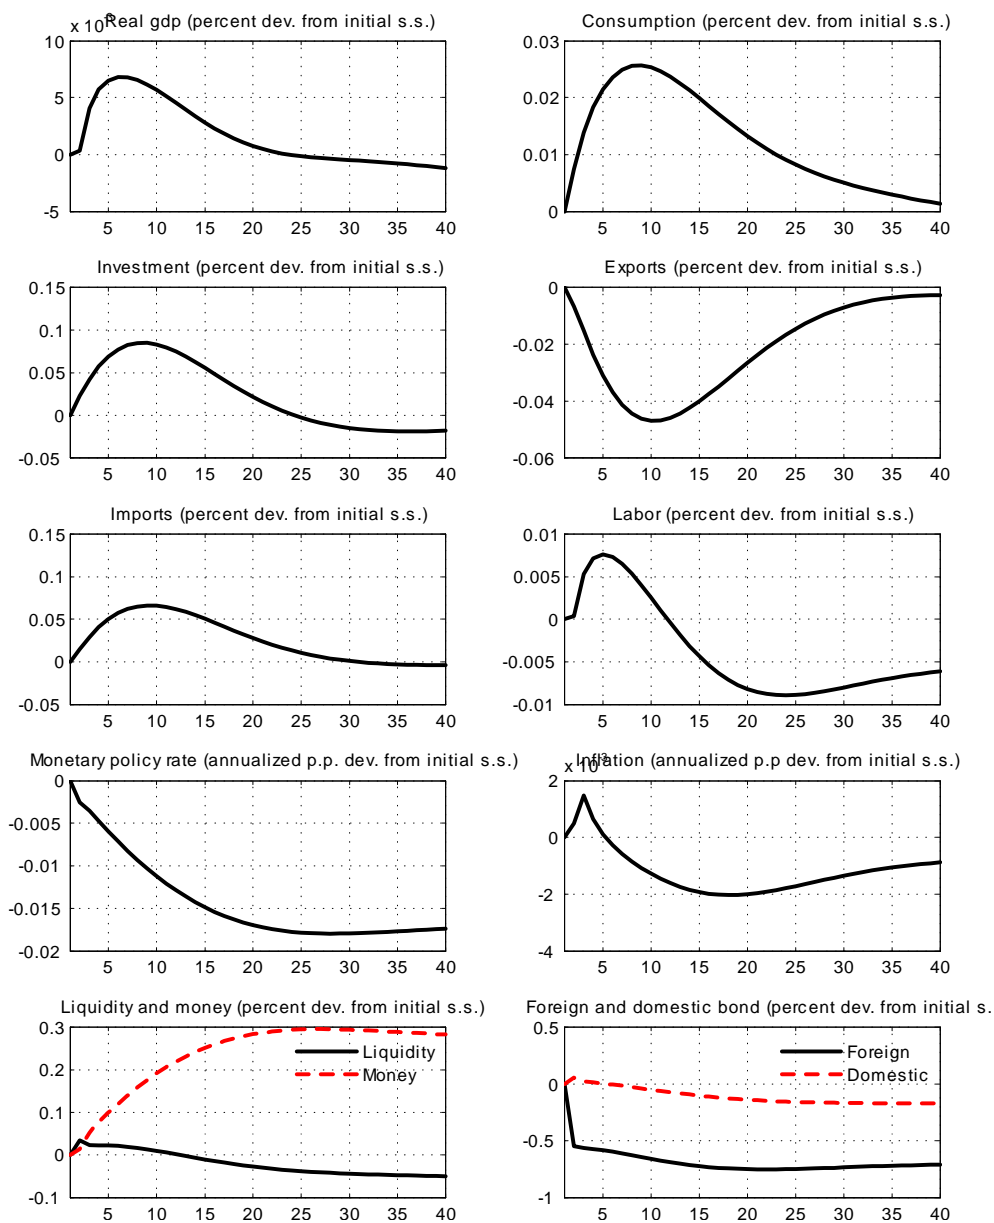 x 10
Real gdp (percent dev. from initial s.s.)
10
5
0
-5
5 10 15 20 25 30 35 40
Consumption (percent dev. from initial s.s.)
0.03
0.02
0.01
0
5 10 15 20 25 30 35 40
Investment (percent dev. from initial s.s.)
0.15
0.1
0.05
0
-0.05
5 10 15 20 25 30 35 40
Exports (percent dev. from initial s.s.)
0
-0.02
-0.04
-0.06
5 10 15 20 25 30 35 40
Imports (percent dev. from initial s.s.)
0.15
0.1
0.05
0
-0.05
5 10 15 20 25 30 35 40
Labor (percent dev. from initial s.s.)
0.01
0.005
0
-0.005
-0.01
5 10 15 20 25 30 35 40
Monetary policy rate (annualized p.p. dev. from initial s.s.)
0
-0.005
-0.01
-0.015
-0.02
5 10 15 20 25 30 35 40
x 10
Inflation (annualized p.p dev. from initial s.s.)
2
0
-2
-4
5 10 15 20 25 30 35 40
Liquidity and money (percent dev. from initial s.s.)
0.3
0.2
0.1
0
-0.1
Liquidity
Money
5 10 15 20 25 30 35 40
Foreign and domestic bond (percent dev. from initial s.
0.5
0
-0.5
-1
Foreign
Domestic
5 10 15 20 25 30 35 40